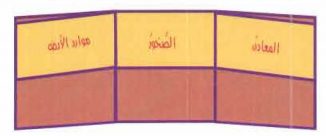 المعادن
الصخور
موارد الأرض